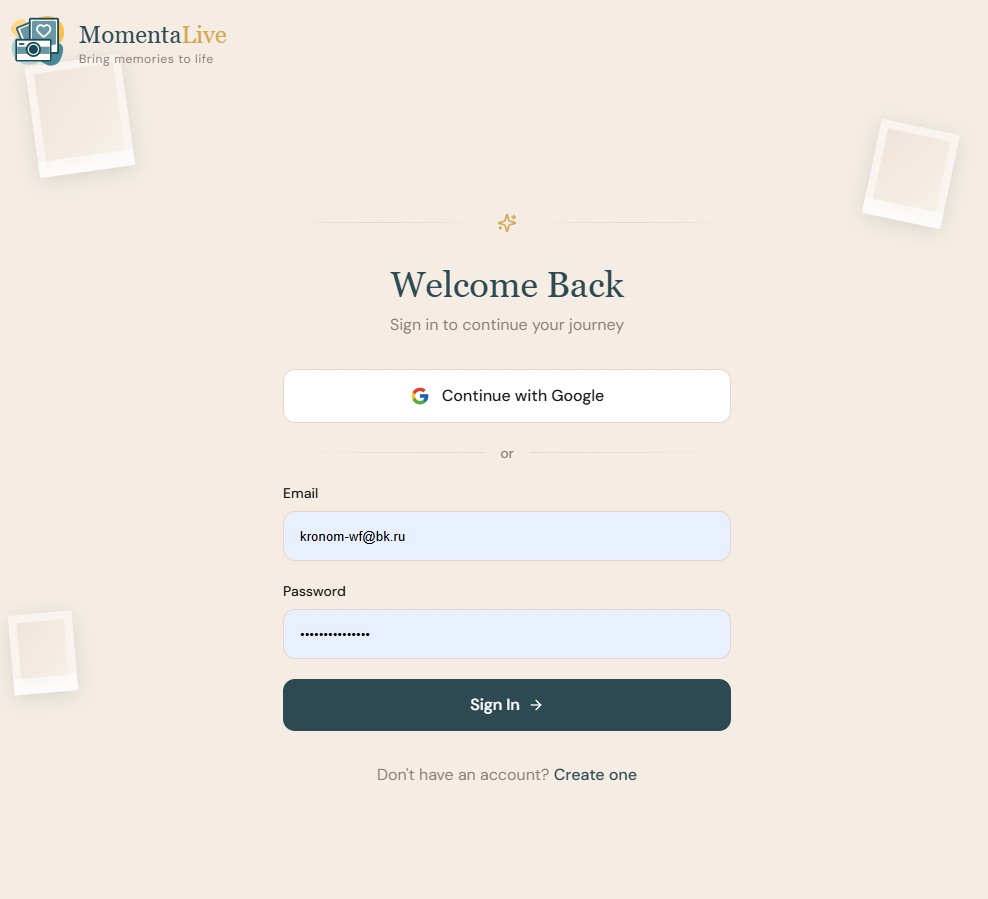 MomentaLive
Bring memories to life
Welcome Back
Sign in to continue your journey
Continue with Google
or
Email
kronom-wf@bk.ru
Password
•••••••••••••••
Sign In →
Don't have an account? Create one